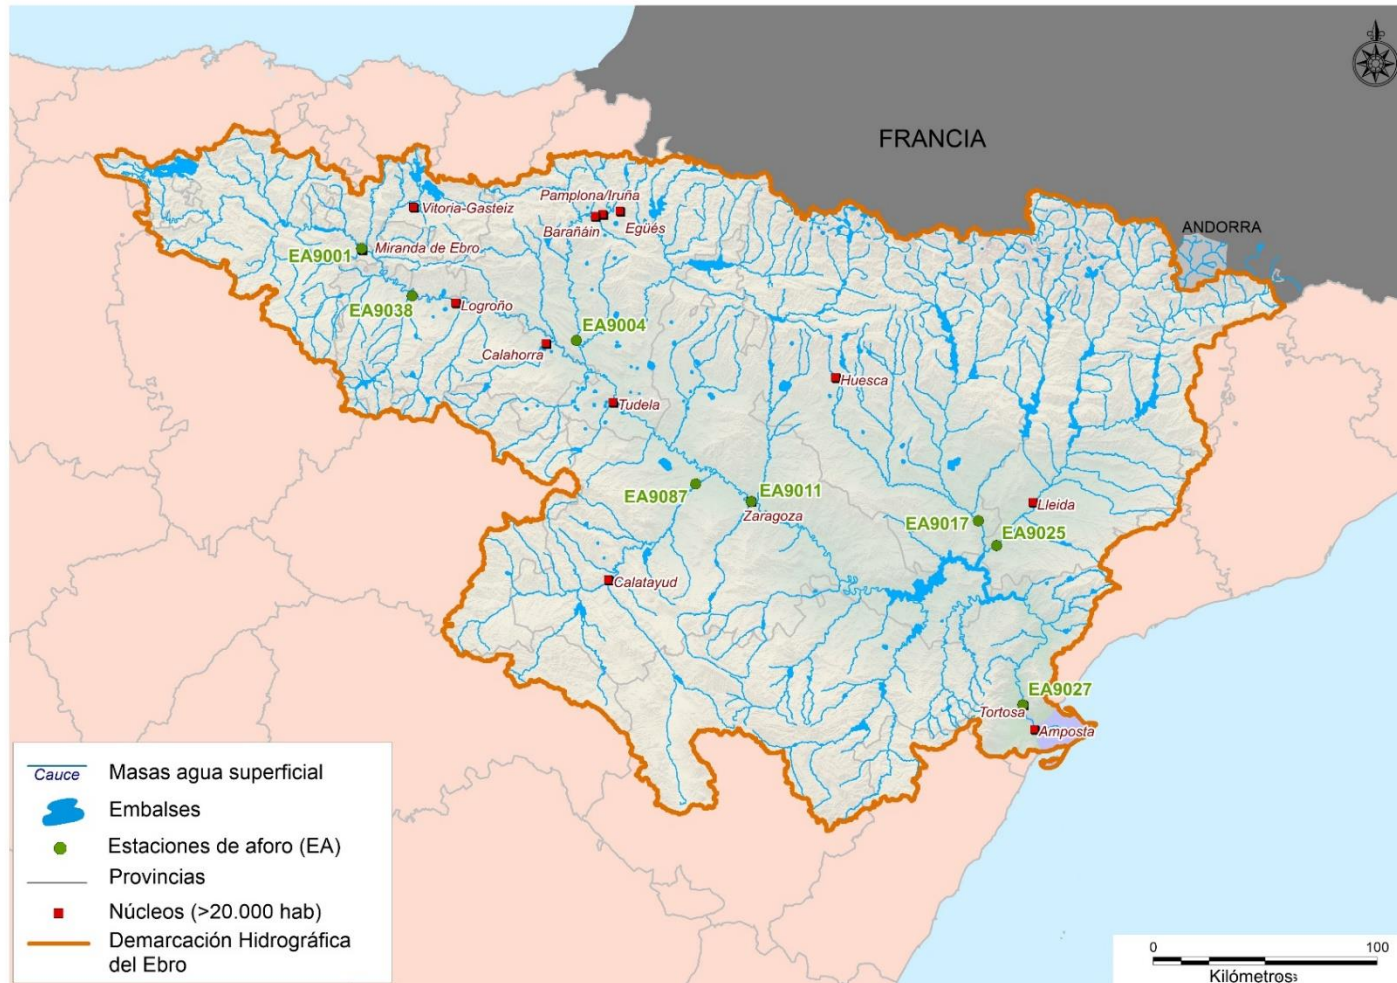 FRANCIA
ANDORRA
Pamplona/Iruña
Vitoria-Gasteiz
Barañáin
Egüés
EA9001
Miranda de Ebro
EA9038
Logroño
EA9004
Calahorra
Huesca
Tudela
EA9087
EA9011
Zaragoza
Lleida
EA9017
EA9025
Calatayud
EA9027
Tortosa
Amposta
Cauce
Masas agua superficial
Embalses
Estaciones de aforo (EA)
Provincias
Núcleos (>20.000 hab)
Demarcación Hidrográfica
del Ebro
0 100
Kilómetros